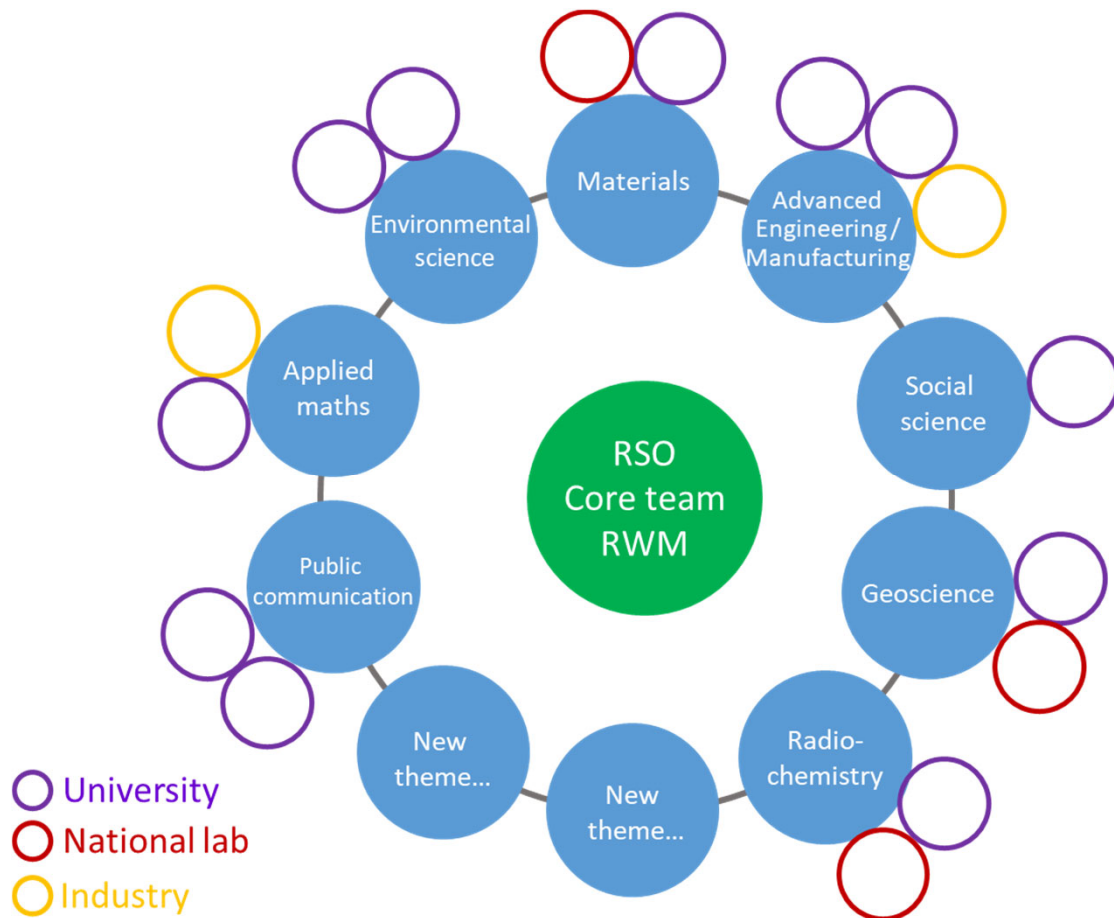 Materials
Advanced
Engineering/
Manufacturing
Environmental
science
Social
science
Applied
maths
RSO
Core team
RWM
Geoscience
Public
communication
Radio-
chemistry
New
theme...
New
theme...
University
National lab
Industry